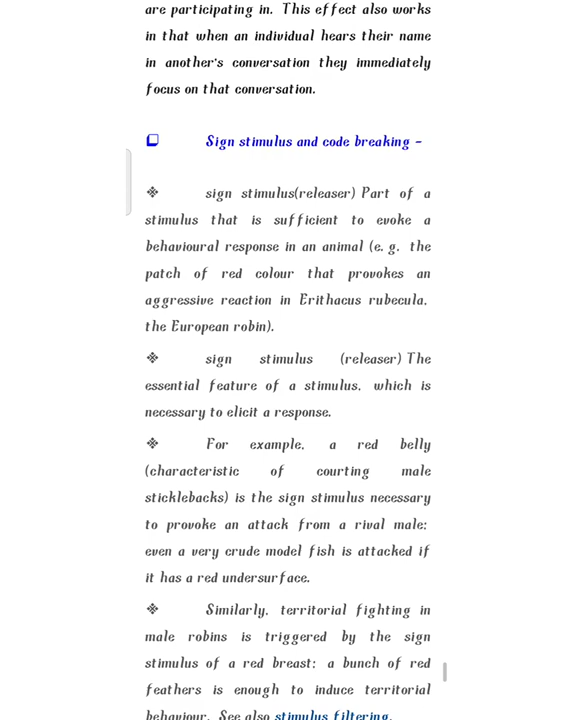 are participating in. This effect also works
in that when an individual hears their name
in another's conversation they immediately
focus on that conversation.
❑ Sign stimulus and code breaking -
❖ sign stimulus(releaser) Part of a
stimulus that is sufficient to evoke a
behavioural response in an animal (e.g. the
patch of red colour that provokes an
aggressive reaction in Erithacus rubecula,
the European robin).
❖ sign stimulus (releaser) The
essential feature of a stimulus, which is
necessary to elicit a response.
❖ For example, a red belly
(characteristic of courting male
sticklebacks) is the sign stimulus necessary
to provoke an attack from a rival male;
even a very crude model fish is attacked if
it has a red undersurface.
❖ Similarly, territorial fighting in
male robins is triggered by the sign
stimulus of a red breast; a bunch of red
feathers is enough to induce territorial
behaviour. See also stimulus filtering.